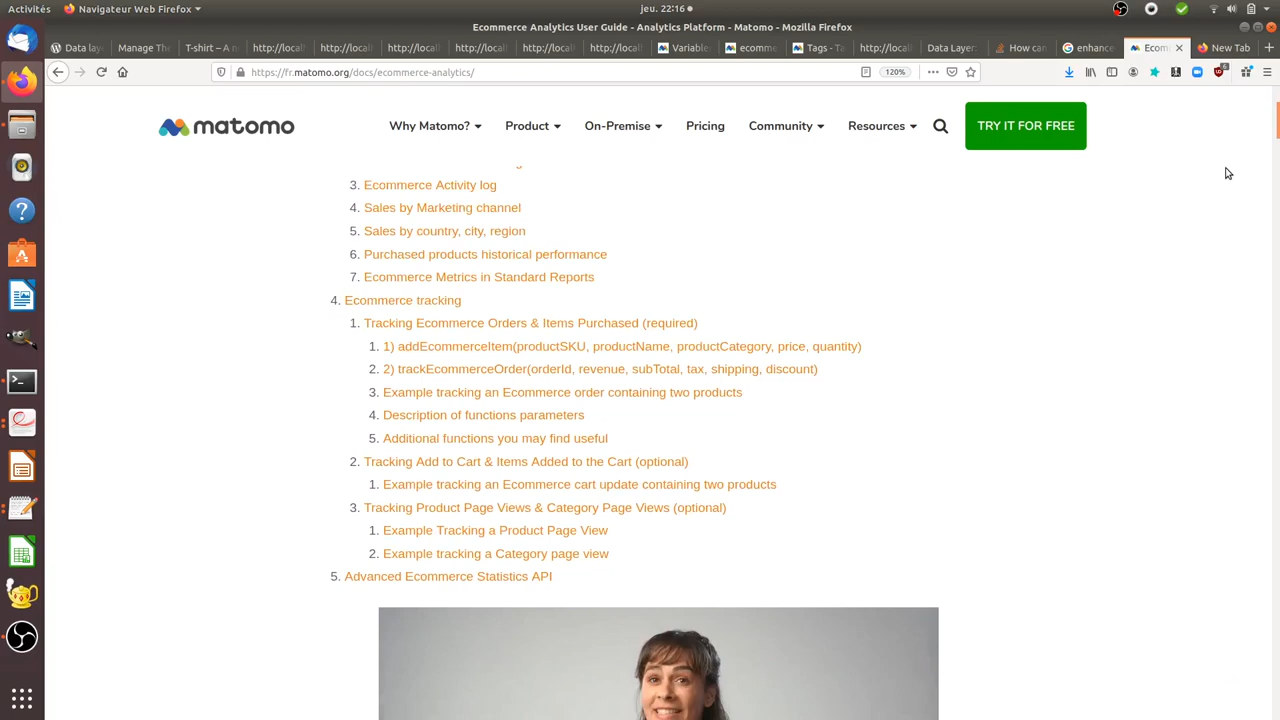 Activités
Navigateur Web Firefox
jeu. 22:16
Ecommerce Analytics User Guide - Analytics Platform - Matomo - Mozilla Firefox
Data lay
Manage The
T-shirt – A n
http://local
http://local
http://local
http://local
http://local
http://local
Variable
ecomme
Tags - Ta
http://local
Data Layer:
How can
enhance
Ecom
New Tab
https://fr.matomo.org/docs/ecommerce-analytics/
120%
matomo
Why Matomo?
Product
On-Premise
Pricing
Community
Resources
TRY IT FOR FREE
3. Ecommerce Activity log
4. Sales by Marketing channel
5. Sales by country, city, region
6. Purchased products historical performance
7. Ecommerce Metrics in Standard Reports
4. Ecommerce tracking
1. Tracking Ecommerce Orders & Items Purchased (required)
1. 1) addEcommerceItem(productSKU, productName, productCategory, price, quantity)
2. 2) trackEcommerceOrder(orderId, revenue, subTotal, tax, shipping, discount)
3. Example tracking an Ecommerce order containing two products
4. Description of functions parameters
5. Additional functions you may find useful
2. Tracking Add to Cart & Items Added to the Cart (optional)
1. Example tracking an Ecommerce cart update containing two products
3. Tracking Product Page Views & Category Page Views (optional)
1. Example Tracking a Product Page View
2. Example tracking a Category page view
5. Advanced Ecommerce Statistics API